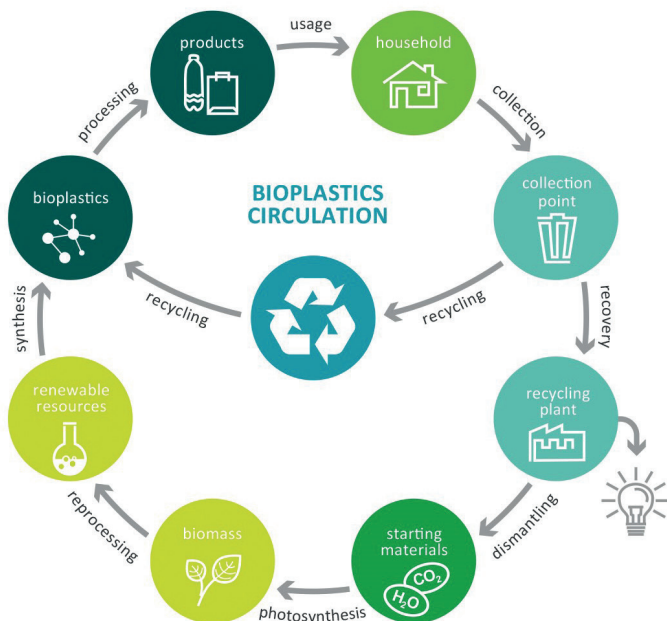 usage
products
household
processing
collection
BIOPLASTICS
CIRCULATION
bioplastics
collection
point
recycling
recycling
synthesis
recovery
renewable
resources
recycling
plant
reprocessing
dismantling
biomass
starting
materials
CO2
H2O
photosynthesis